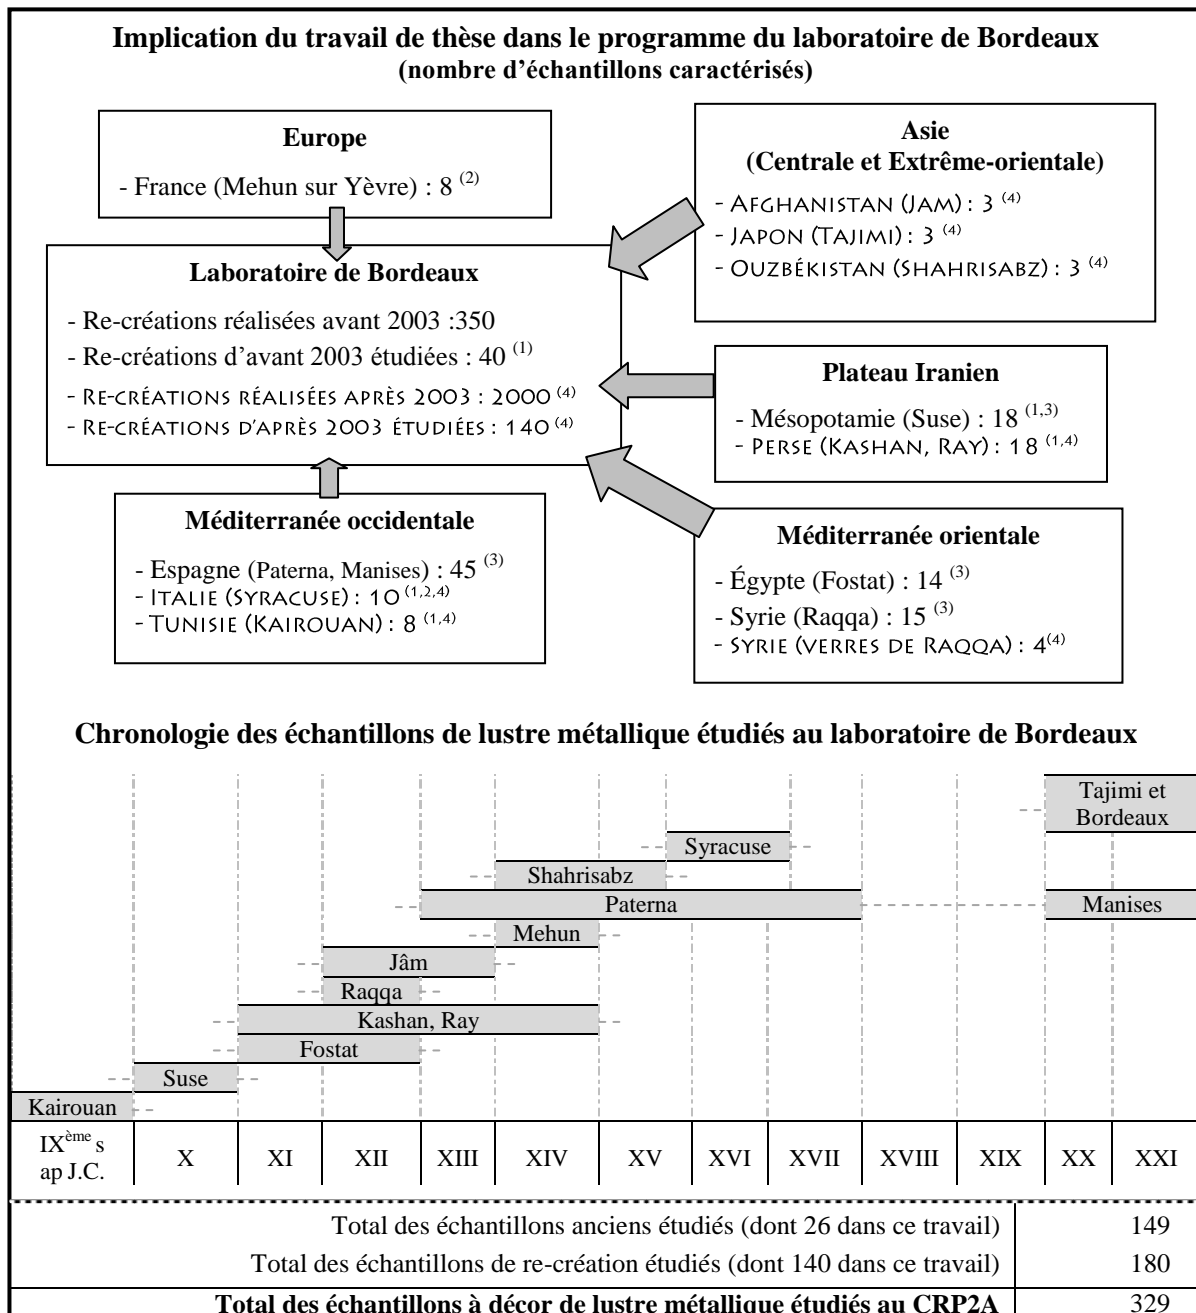 Implication du travail de thèse dans le programme du laboratoire de Bordeaux
(nombre d'échantillons caractérisés)
Europe
- France (Mehun sur Yèvre) : 8 (2)
Asie
(Centrale et Extrême-orientale)
- AFGHANISTAN (JAM) : 3 (4)
- JAPON (TAJIMI) : 3 (4)
- OUZBÉKISTAN (SHAHRISABZ) : 3 (4)
Laboratoire de Bordeaux
- Re-créations réalisées avant 2003 :350
- Re-créations d'avant 2003 étudiées : 40 (1)
- RE-CRÉATIONS RÉALISÉES APRÈS 2003 : 2000 (4)
- RE-CRÉATIONS D'APRÈS 2003 ÉTUDIÉES : 140 (4)
Plateau Iranien
- Mésopotamie (Suse) : 18 (1,3)
- PERSE (KASHAN, RAY) : 18 (1,4)
Méditerranée occidentale
- Espagne (Paterna, Manises) : 45 (3)
- ITALIE (SYRACUSE) : 10 (1,2,4)
- TUNISIE (KAIROUAN) : 8 (1,4)
Méditerranée orientale
- Égypte (Fostat) : 14 (3)
- Syrie (Raqqa) : 15 (3)
- SYRIE (VERRES DE RAQQA) : 4(4)
Chronologie des échantillons de lustre métallique étudiés au laboratoire de Bordeaux
Tajimi et
Bordeaux
Syracuse
Shahrisabz
Paterna
Manises
Mehun
Jâm
Raqqa
Kashan, Ray
Fostat
Suse
Kairouan
IXème s
ap J.C.
X XI XII XIII XIV XV XVI XVII XVIII XIX XX XXI
Total des échantillons anciens étudiés (dont 26 dans ce travail) 149
Total des échantillons de re-création étudiés (dont 140 dans ce travail) 180
Total des échantillons à décor de lustre métallique étudiés au CRP2A 329